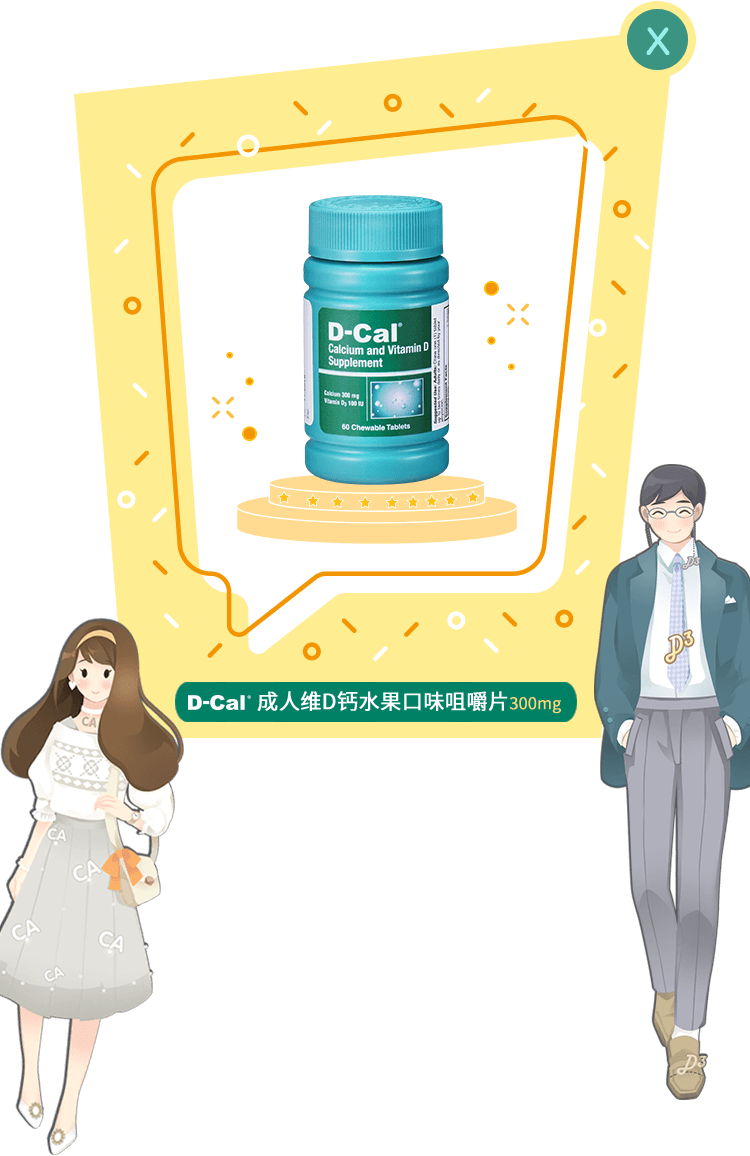 X
D-Cal®
Calcium and Vitamin D
Supplement
Calcium 300 mg
Vitamin D₃ 100 IU
60 Chewable Tablets
D3
D3
D-Cal® 成人维D钙水果口味咀嚼片300mg
CA
CA
CA
CA
CA
CA
D3